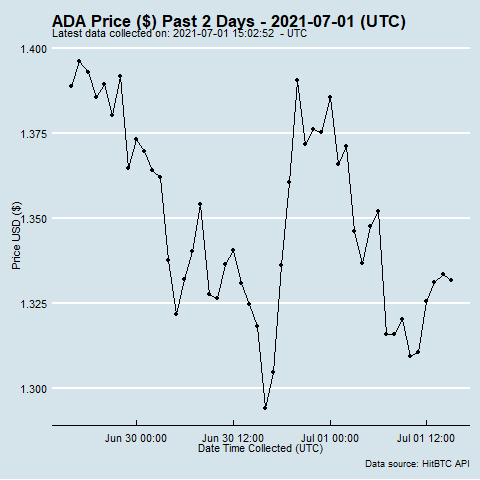 ADA Price ($) Past 2 Days - 2021-07-01 (UTC)
Latest data collected on: 2021-07-01 15:02:52  - UTC
1.400
1.375
1.350
1.325
1.300
Price USD ($)
Jun 30 00:00 Jun 30 12:00 Jul 01 00:00 Jul 01 12:00
Date Time Collected (UTC)
Data source: HitBTC API